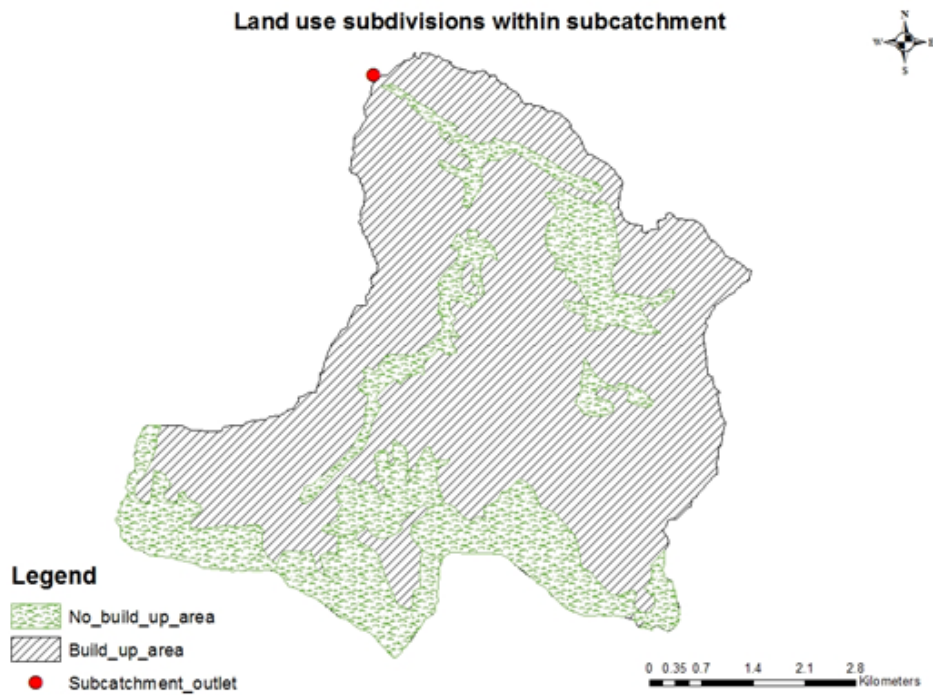 Land use subdivisions within subcatchment
N
W E
S
Legend
No_build_up_area
Build_up_area
Subcatchment_outlet
0 0.35 0.7 1.4 2.1 2.8
Kilometers